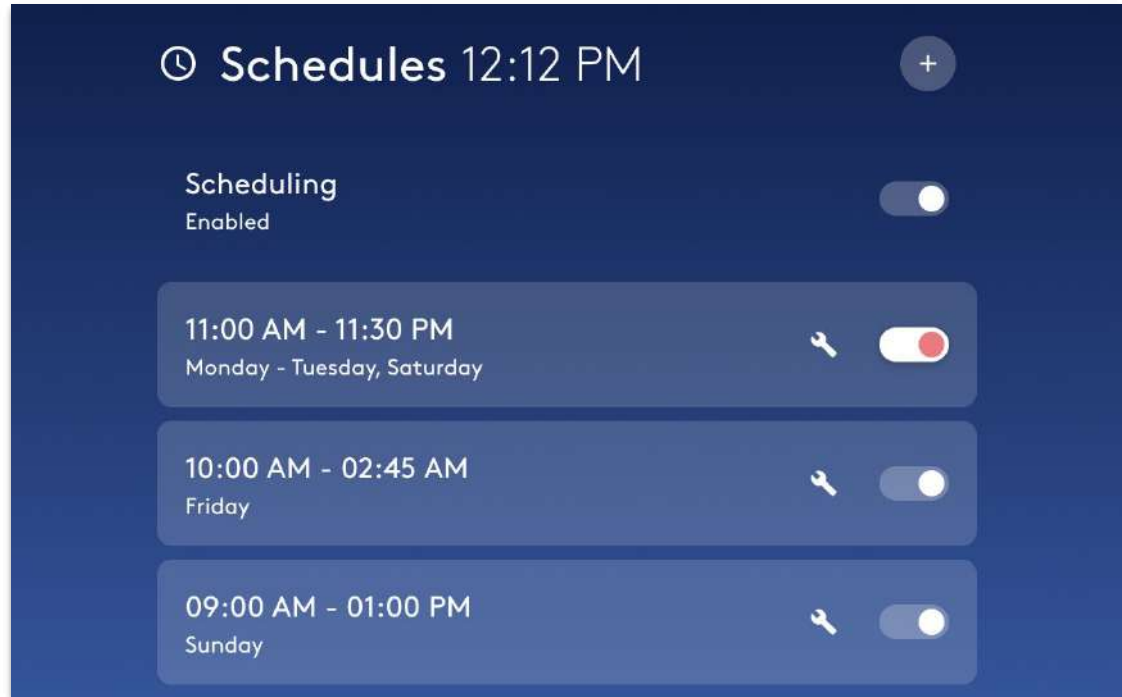 Schedules 12:12 PM
+
Scheduling
Enabled
11:00 AM - 11:30 PM
Monday - Tuesday, Saturday
10:00 AM - 02:45 AM
Friday
09:00 AM - 01:00 PM
Sunday